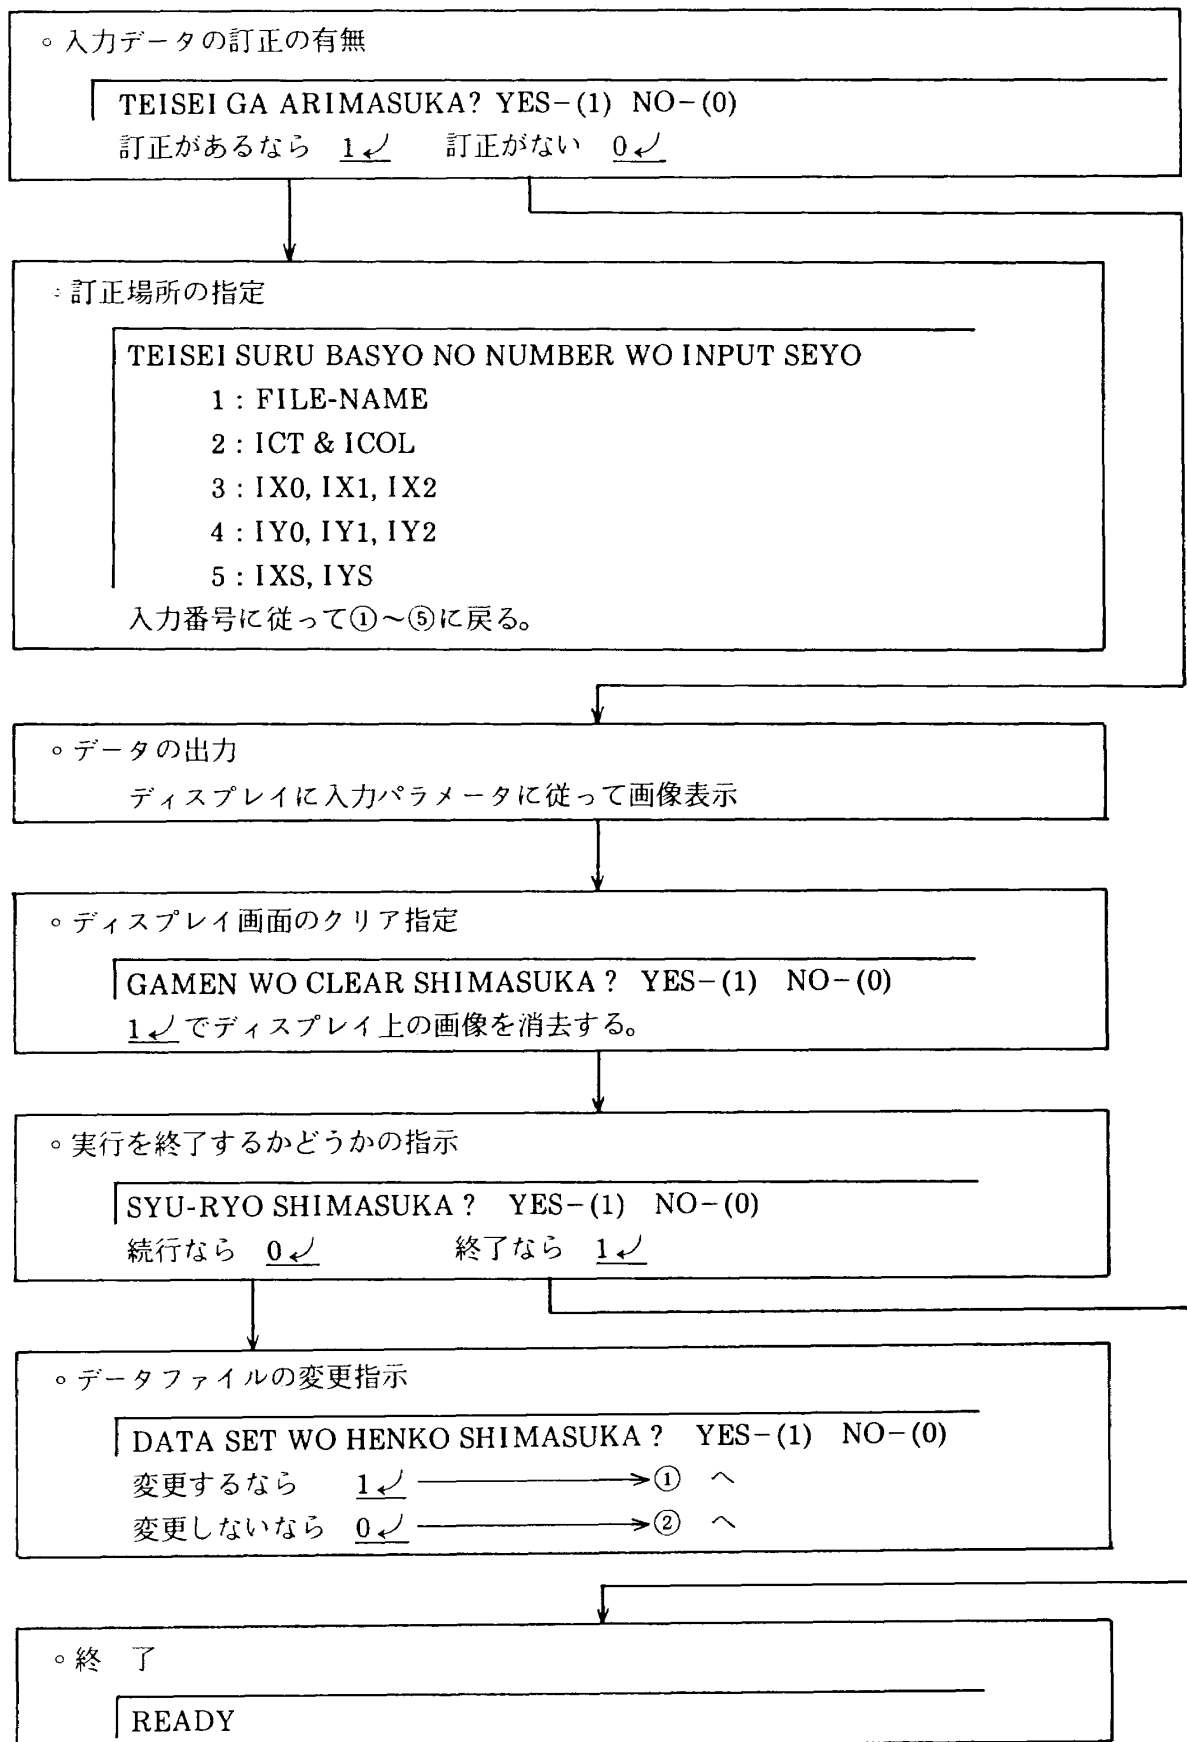 。入力データの訂正の有無
TEISEI GA ARIMASUKA? YES-(1) NO-(0)
訂正があるなら 1↲ 訂正がない 0↲
。訂正場所の指定
TEISEI SURU BASYO NO NUMBER WO INPUT SEYO
1 : FILE-NAME
2 : ICT & ICOL
3 : IX0, IX1, IX2
4 : IY0, IY1, IY2
5 : IXS, IYS
入力番号に従って①～⑤に戻る。
。データの出力
ディスプレイに入力パラメータに従って画像表示
。ディスプレイ画面のクリア指定
GAMEN WO CLEAR SHIMASUKA ? YES-(1) NO-(0)
1↲でディスプレイ上の画像を消去する。
。実行を終了するかどうかの指示
SYU-RYO SHIMASUKA ? YES-(1) NO-(0)
続行なら 0↲ 終了なら 1↲
。データファイルの変更指示
DATA SET WO HENKO SHIMASUKA ? YES-(1) NO-(0)
変更するなら 1↲ → ① へ
変更しないなら 0↲ → ② へ
。終 了
READY